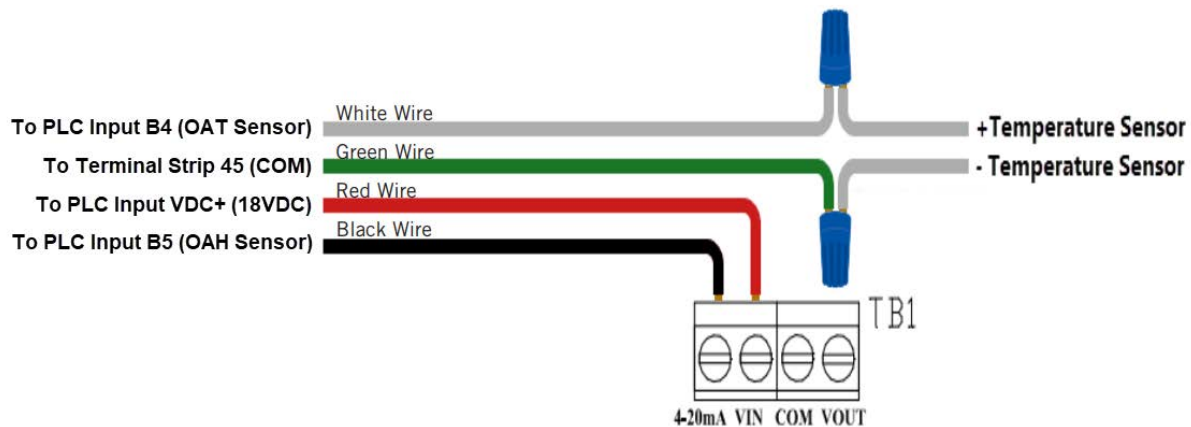 White Wire
To PLC Input B4 (OAT Sensor)
+Temperature Sensor
Green Wire
To Terminal Strip 45 (COM)
- Temperature Sensor
Red Wire
To PLC Input VDC+ (18VDC)
Black Wire
To PLC Input B5 (OAH Sensor)
TB1
4-20mA VIN COM VOUT